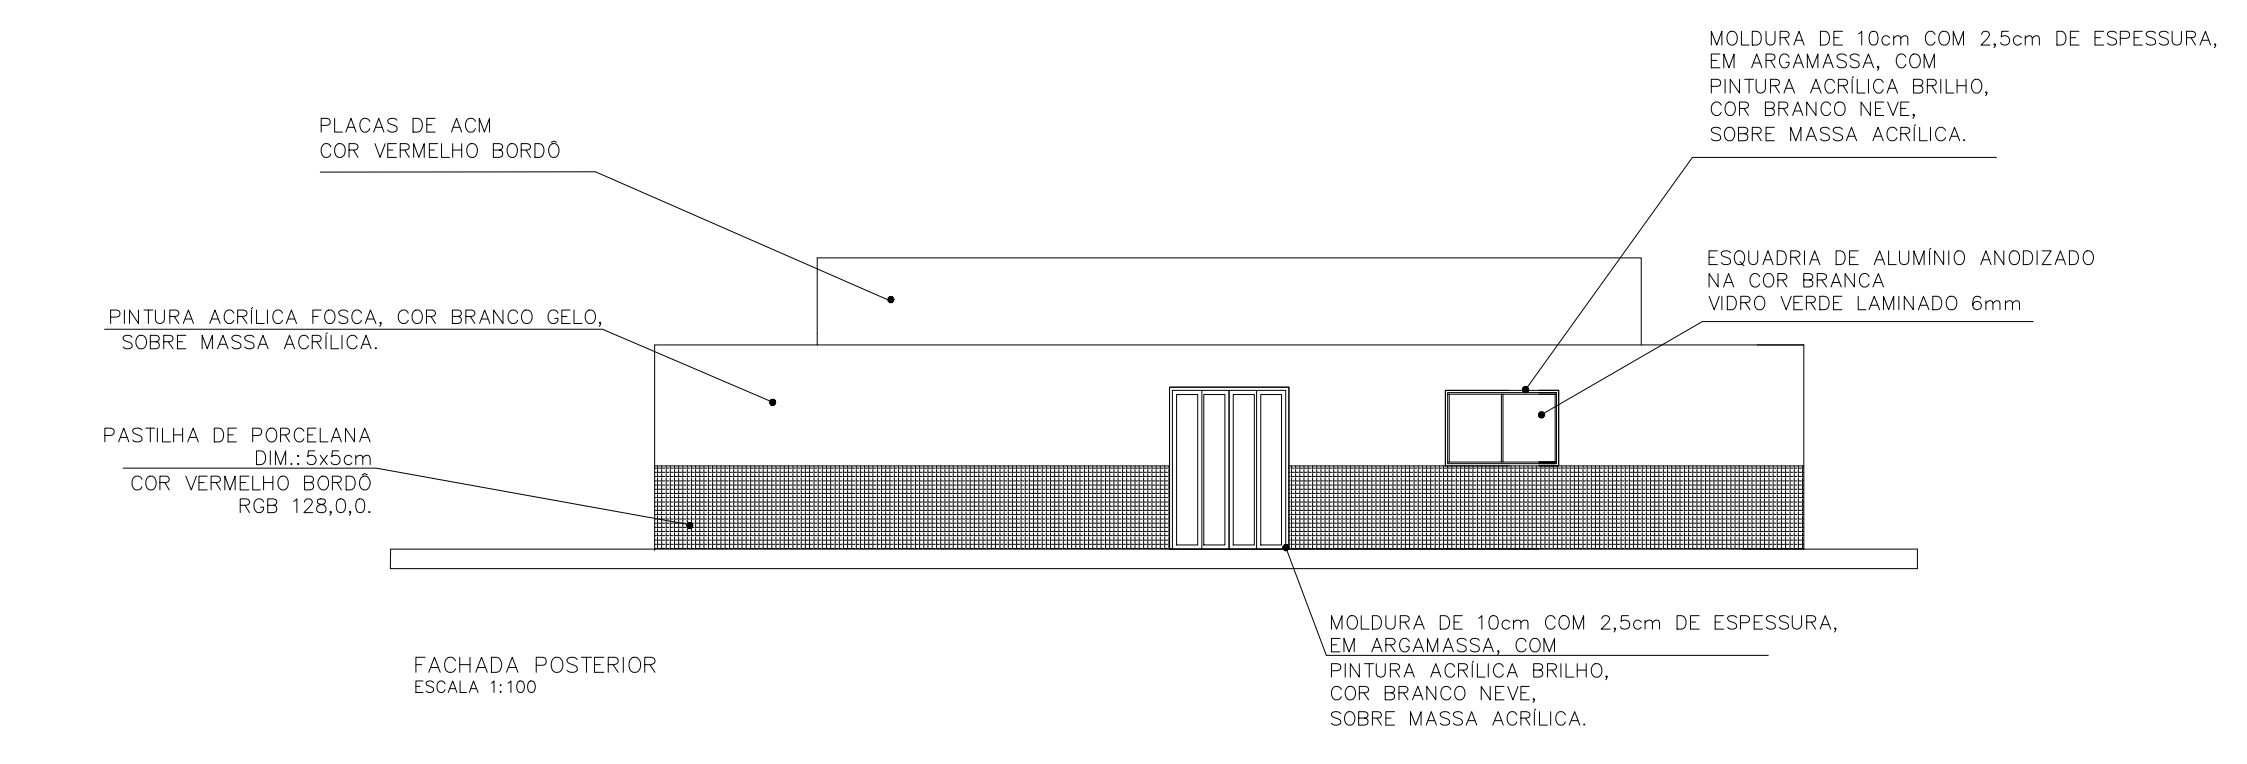 MOLDURA DE 10cm COM 2,5cm DE ESPESSURA,
EM ARGAMASSA, COM
PINTURA ACRÍLICA BRILHO,
COR BRANCO NEVE,
SOBRE MASSA ACRÍLICA.
PLACAS DE ACM
COR VERMELHO BORDÔ
ESQUADRIA DE ALUMÍNIO ANODIZADO
NA COR BRANCA
VIDRO VERDE LAMINADO 6mm
PINTURA ACRÍLICA FOSCA, COR BRANCO GELO,
SOBRE MASSA ACRÍLICA.
PASTILHA DE PORCELANA
DIM.: 5x5cm
COR VERMELHO BORDÔ
RGB 128,0,0.
MOLDURA DE 10cm COM 2,5cm DE ESPESSURA,
EM ARGAMASSA, COM
PINTURA ACRÍLICA BRILHO,
COR BRANCO NEVE,
SOBRE MASSA ACRÍLICA.
FACHADA POSTERIOR
ESCALA 1:100